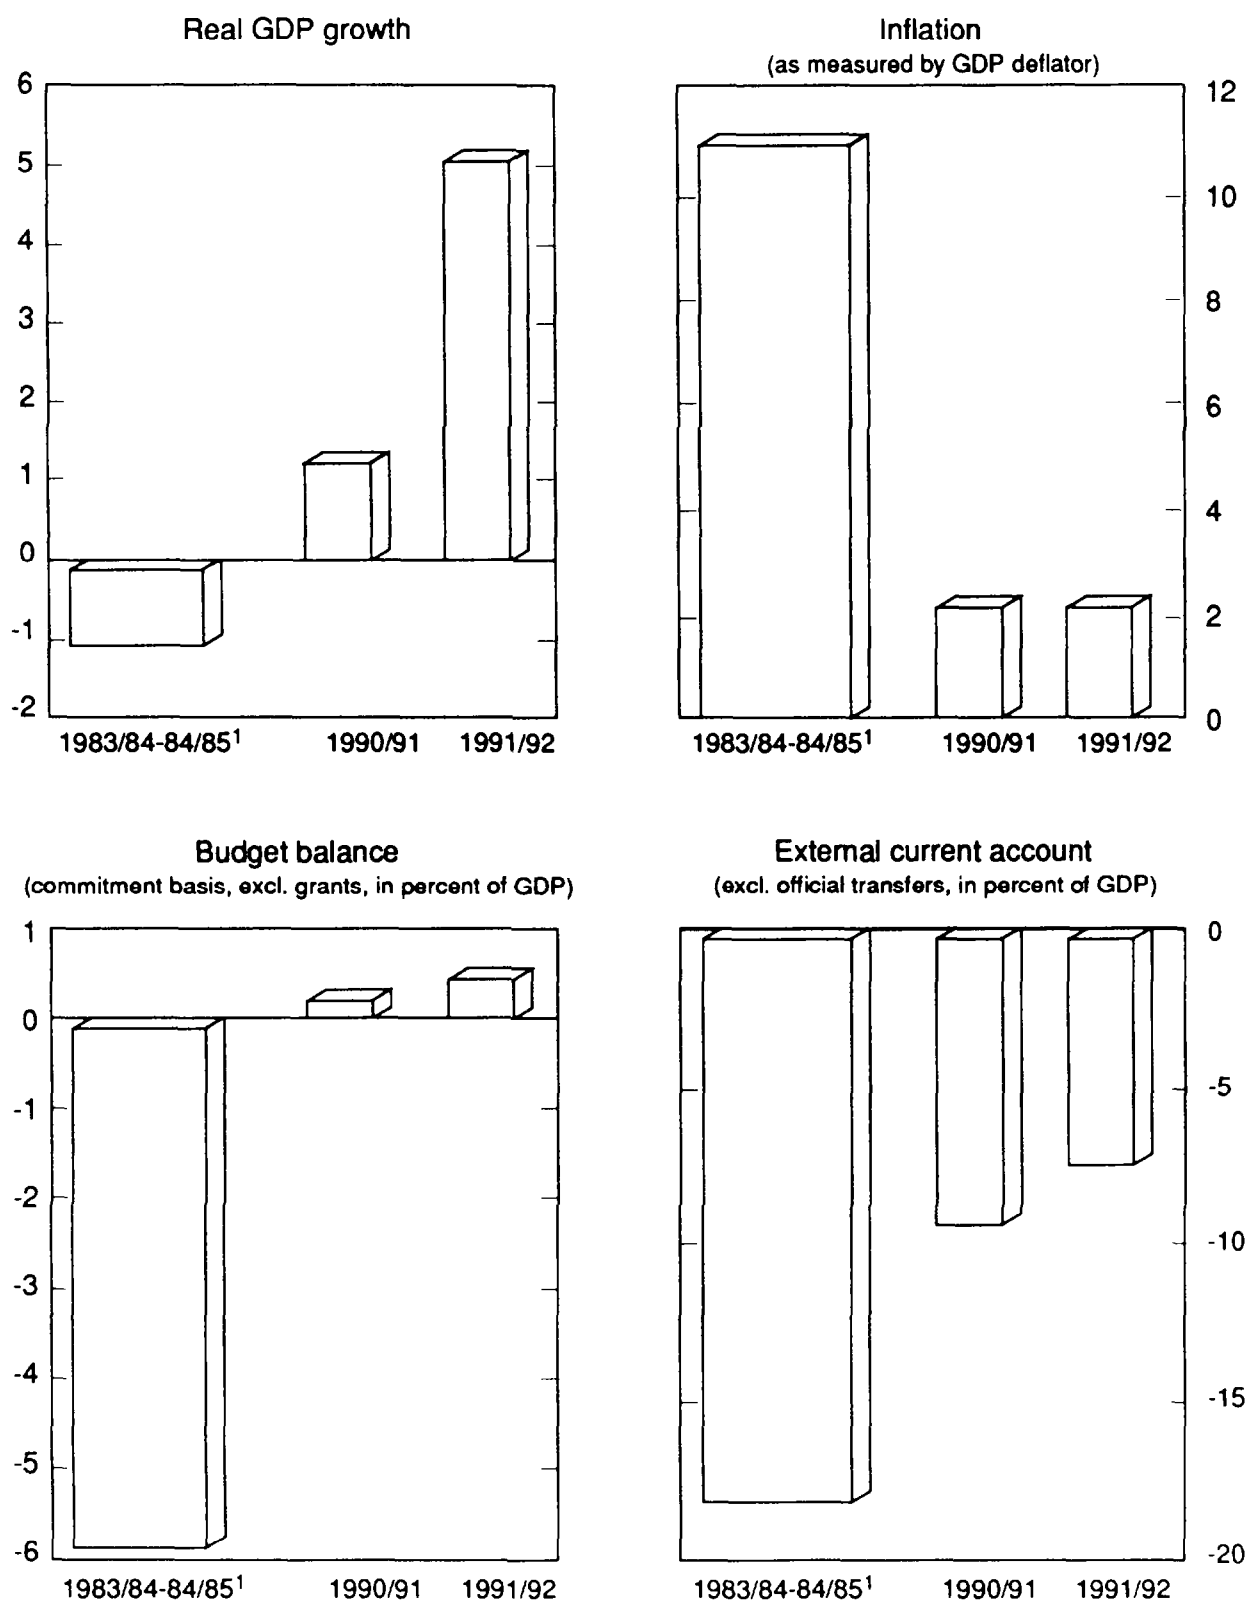 Real GDP growth
6
5
4
3
2
1
0
-1
-2
1983/84-84/85¹ 1990/91 1991/92
Inflation
(as measured by GDP deflator)
12
10
8
6
4
2
0
1983/84-84/85¹ 1990/91 1991/92
Budget balance
(commitment basis, excl. grants, in percent of GDP)
1
0
-1
-2
-3
-4
-5
-6
1983/84-84/85¹ 1990/91 1991/92
External current account
(excl. official transfers, in percent of GDP)
0
-5
-10
-15
-20
1983/84-84/85¹ 1990/91 1991/92